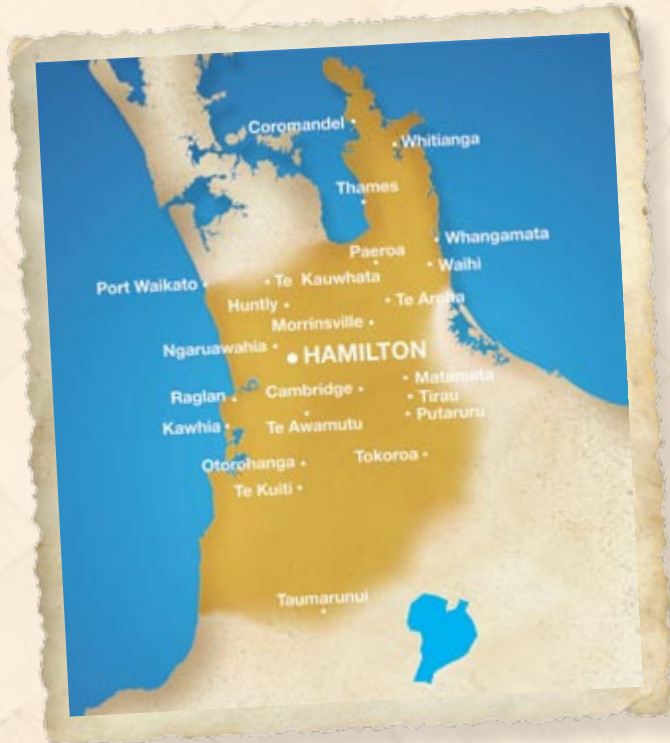 Coromandel
Whitianga
Thames
Whangamata
Paeroa
Waihi
Te Kauwhata
Port Waikato
Te Aroha
Huntly
Morrinsville
Ngaruawahia
HAMILTON
Matamata
Cambridge
Raglan
Tirau
Putaruru
Kawhia
Te Awamutu
Otorohanga
Tokoroa
Te Kuiti
Taumarunui